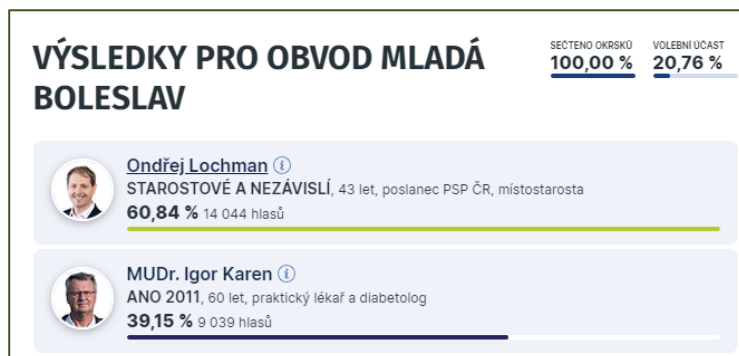 VÝSLEDKY PRO OBVOD MLADÁ
BOLESLAV
SEČTENO OKRSKŮ
100,00 %
VOLEBNÍ ÚČAST
20,76 %
Ondřej Lochman
STAROSTOVÉ A NEZÁVISLÍ, 43 let, poslanec PSP ČR, místostarosta
60,84 % 14 044 hlasů
MUDr. Igor Karen
ANO 2011, 60 let, praktický lékař a diabetolog
39,15 % 9 039 hlasů